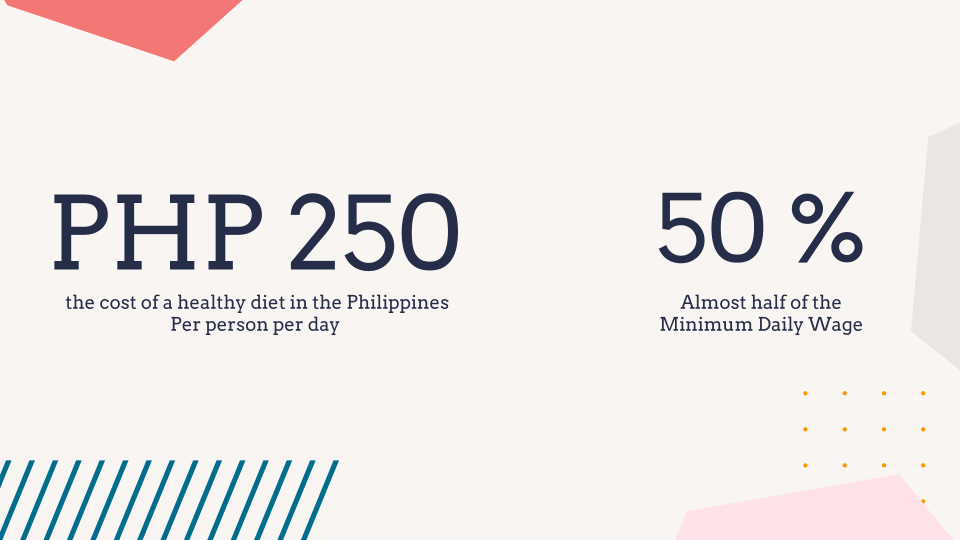 PHP 250
the cost of a healthy diet in the Philippines
Per person per day
50 %
Almost half of the
Minimum Daily Wage